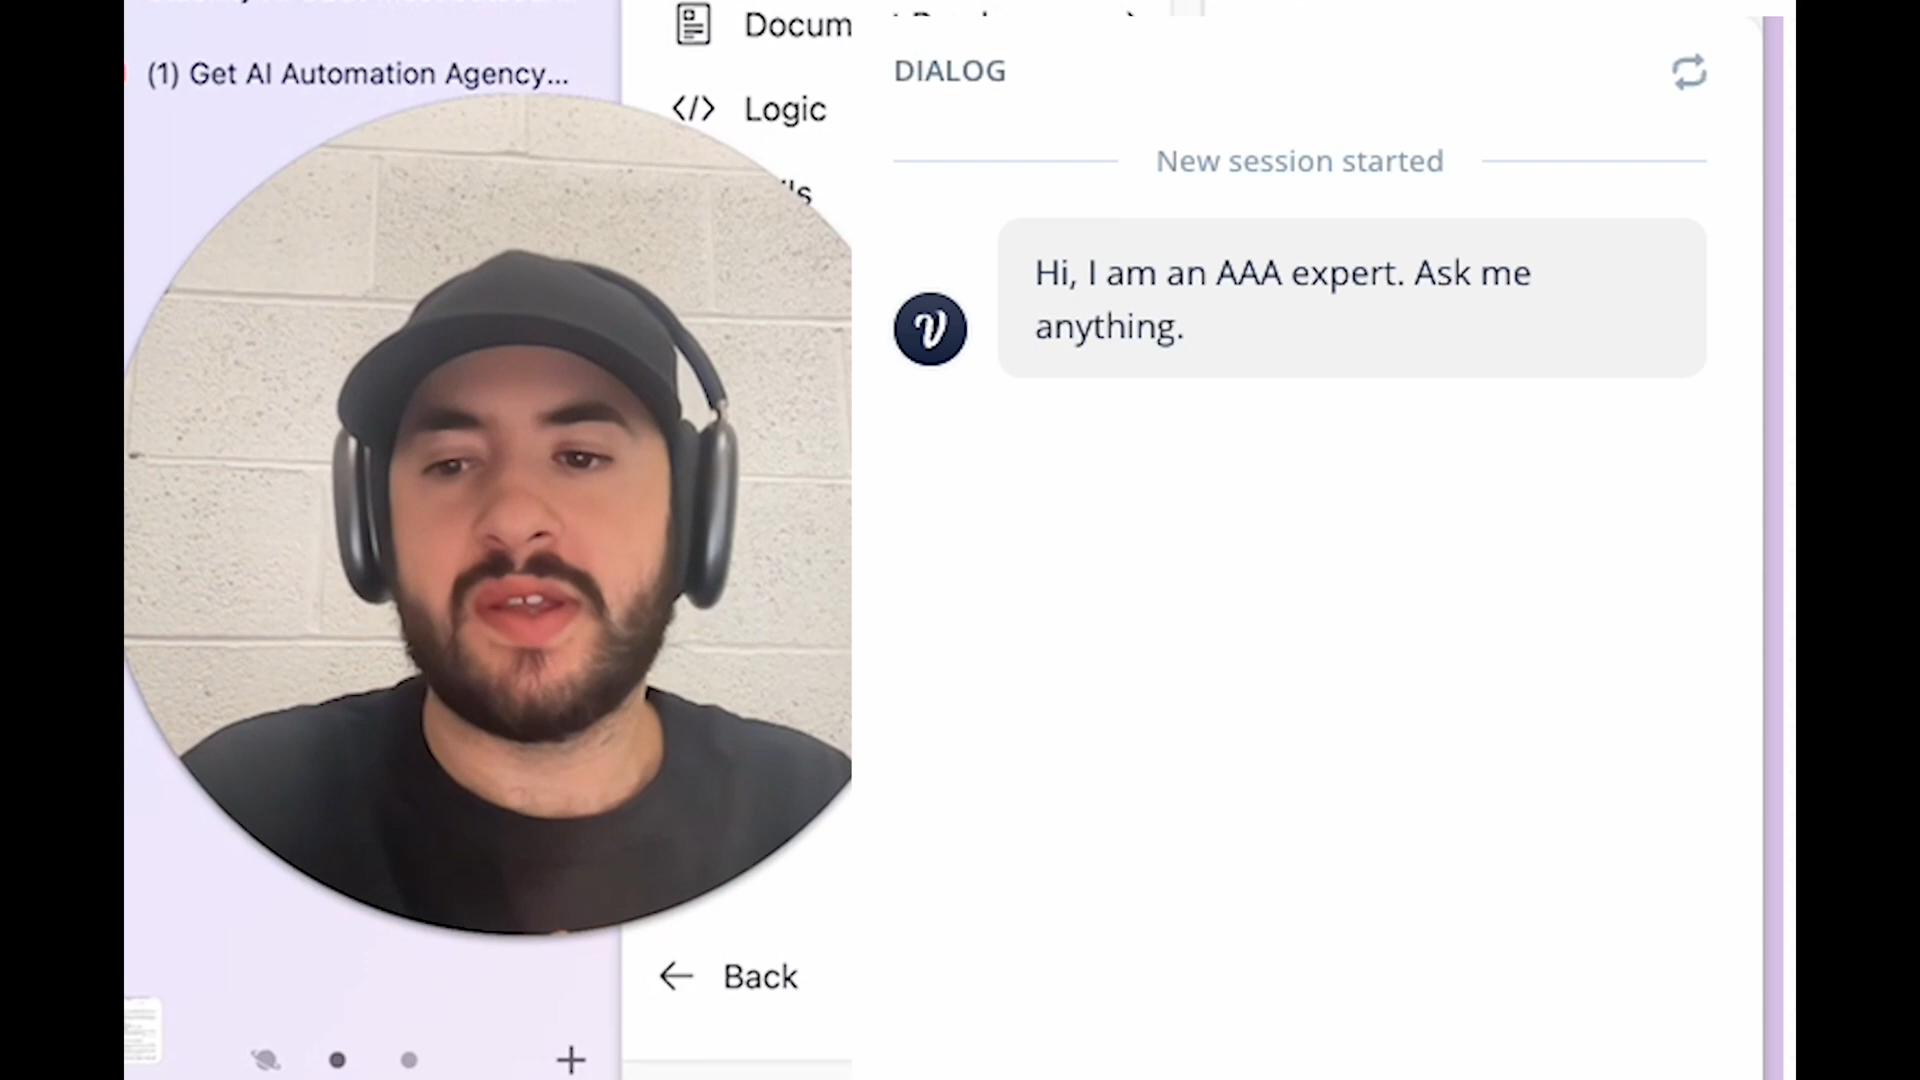 (1) Get AI Automation Agency...
Docum
</> Logic
ls
Back
DIALOG
New session started
Hi, I am an AAA expert. Ask me
anything.